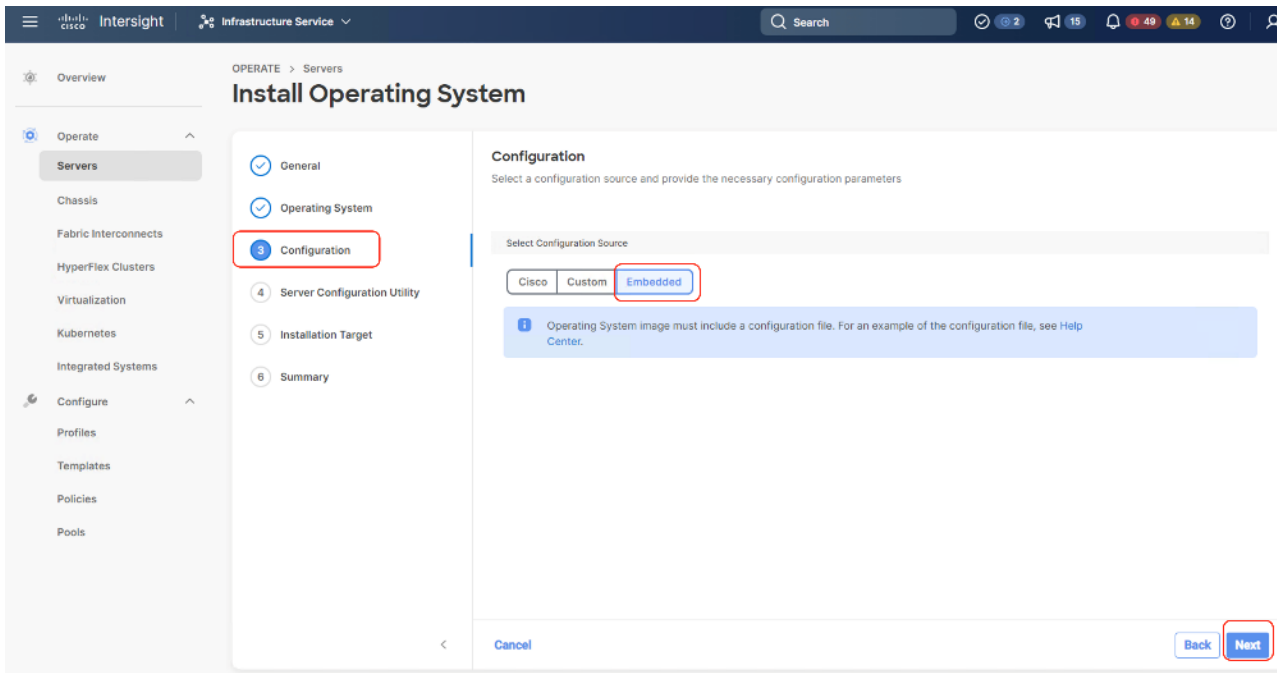 cisco Intersight
Infrastructure Service
Search
2
15
49
14
Overview
Operate
Servers
Chassis
Fabric Interconnects
HyperFlex Clusters
Virtualization
Kubernetes
Integrated Systems
Configure
Profiles
Templates
Policies
Pools
OPERATE > Servers
Install Operating System
General
Operating System
3 Configuration
4 Server Configuration Utility
5 Installation Target
6 Summary
Configuration
Select a configuration source and provide the necessary configuration parameters
Select Configuration Source
Cisco Custom Embedded
Operating System image must include a configuration file. For an example of the configuration file, see Help
Center.
Cancel
Back Next